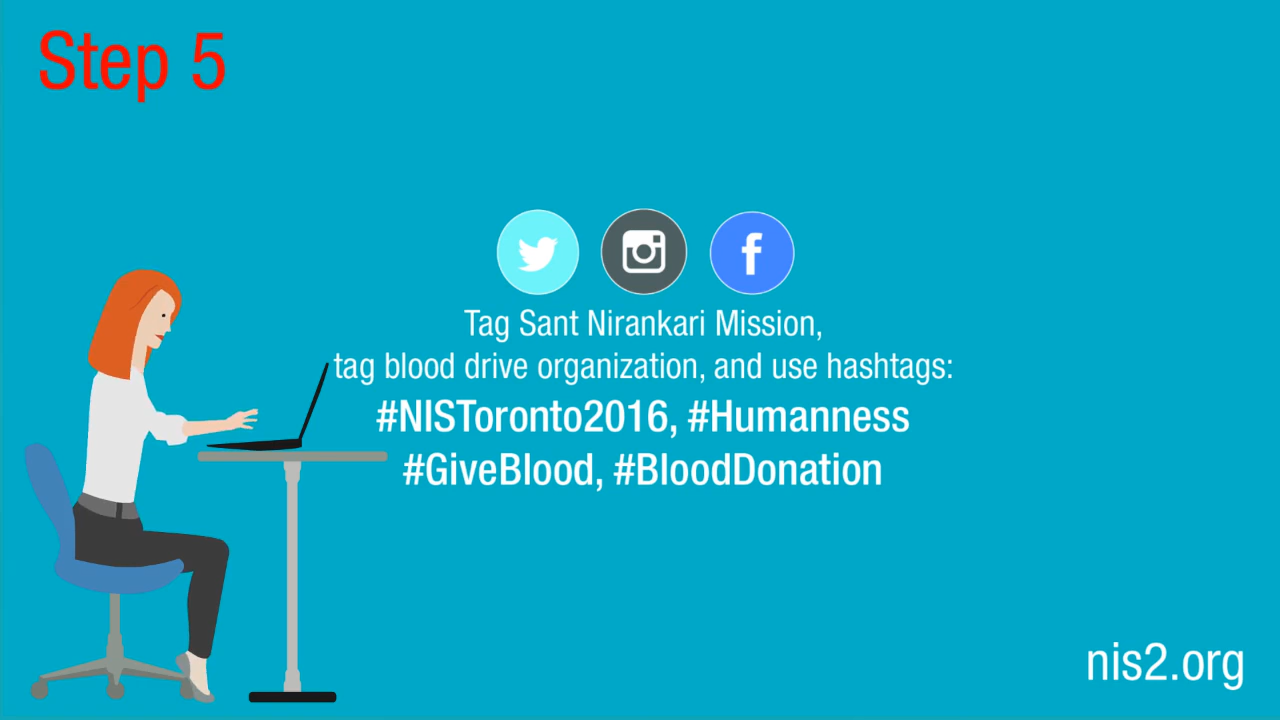 Step 5
Tag Sant Nirankari Mission,
tag blood drive organization, and use hashtags:
#NISToronto2016, #Humanness
#GiveBlood, #BloodDonation
nis2.org